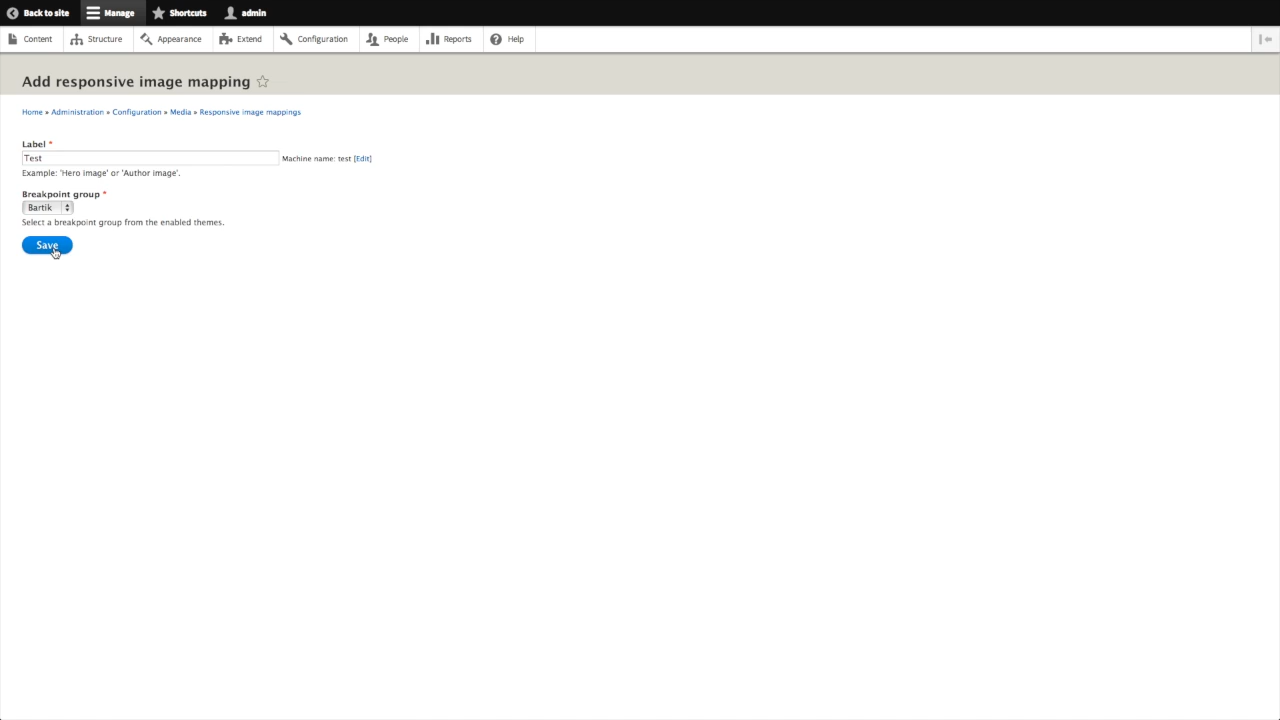 Back to site Manage Shortcuts admin
Content Structure Appearance Extend Configuration People Reports Help
Add responsive image mapping
Home » Administration » Configuration » Media » Responsive image mappings
Label *
Test Machine name: test [Edit]
Example: 'Hero image' or 'Author image'.
Breakpoint group *
Bartik
Select a breakpoint group from the enabled themes.
Save